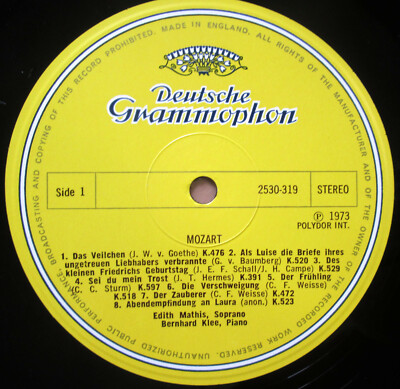 BROADCASTING AND COPYING OF THIS RECORD PROHIBITED. MADE IN GERMANY. ALL RIGHTS OF THE MANUFACTURER AND OF THE OWNER OF THE RECORDED WORK RESERVED. UNAUTHORIZED PUBLIC PERFORMANCE,
Deutsche
Grammophon
Side 1
2530-319
STEREO
℗ 1973
POLYDOR INT.
MOZART
1. Das Veilchen (J. W. v. Goethe) K.476 2. Als Luise die Briefe ihres
ungetreuen Liebhabers verbrannte (G. v. Baumberg) K.520 3. Des
kleinen Friedrichs Geburtstag (J. E. F. Schall/J. H. Campe) K.529
4. Sei du mein Trost (J. T. Hermes) K.391 5. Der Frühling
(C. C. Sturm) K.597 6. Die Verschweigung (C. F. Weisse)
K.518 7. Der Zauberer (C. F. Weisse) K.472
8. Abendempfindung an Laura (anon.) K.523
Edith Mathis, Soprano
Bernhard Klee, Piano